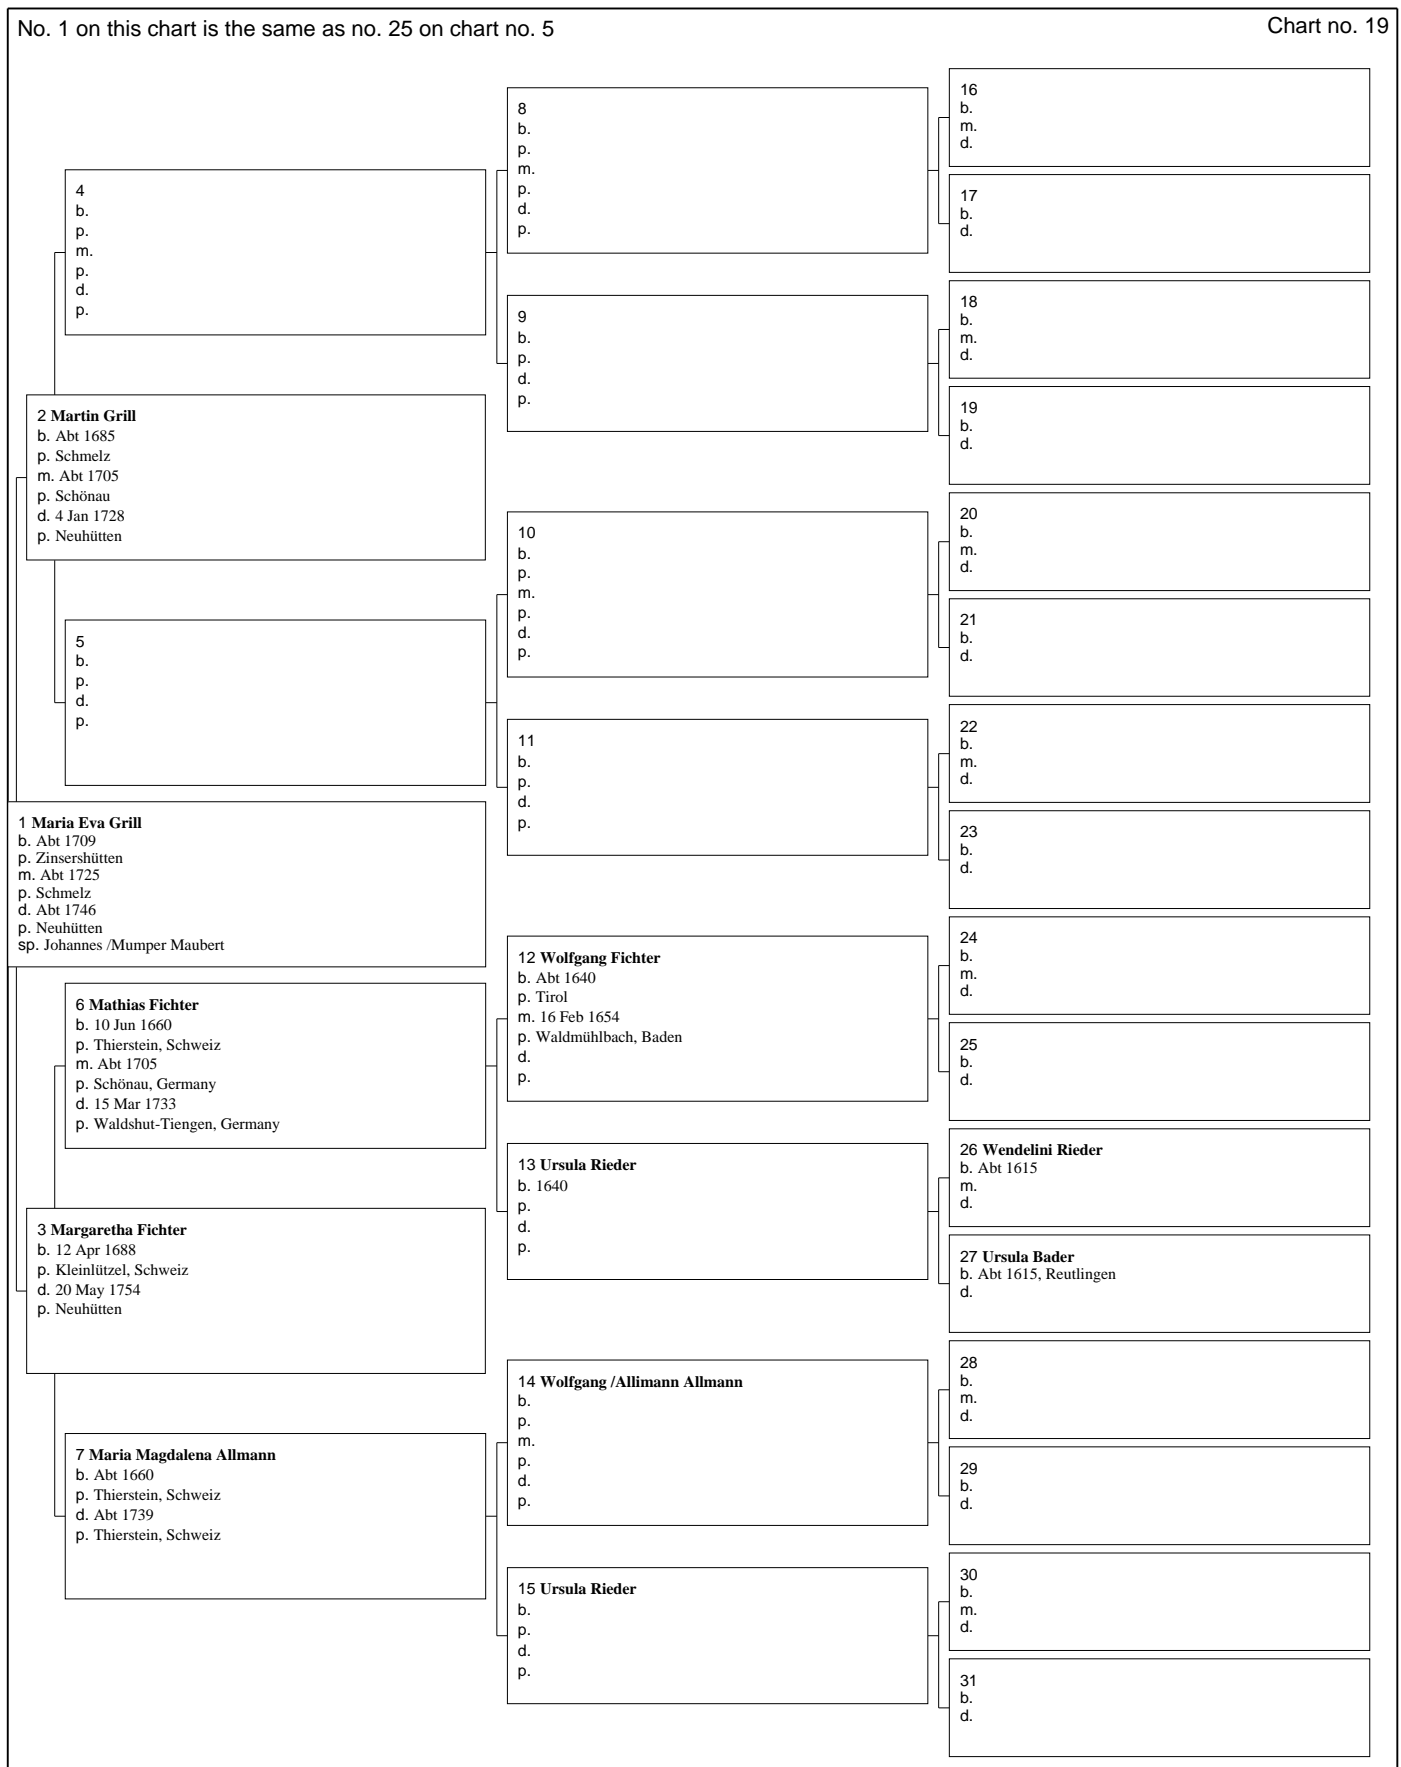 No. 1 on this chart is the same as no. 25 on chart no. 5
Chart no. 19
4
b.
p.
m.
p.
d.
p.
2 Martin Grill
b. Abt 1685
p. Schmelz
m. Abt 1705
p. Schönau
d. 4 Jan 1728
p. Neuhütten
5
b.
p.
d.
p.
1 Maria Eva Grill
b. Abt 1709
p. Zinsershütten
m. Abt 1725
p. Schmelz
d. Abt 1746
p. Neuhütten
sp. Johannes /Mumper Maubert
6 Mathias Fichter
b. 10 Jun 1660
p. Thierstein, Schweiz
m. Abt 1705
p. Schönau, Germany
d. 15 Mar 1733
p. Waldshut-Tiengen, Germany
3 Margaretha Fichter
b. 12 Apr 1688
p. Kleinlützel, Schweiz
d. 20 May 1754
p. Neuhütten
7 Maria Magdalena Allmann
b. Abt 1660
p. Thierstein, Schweiz
d. Abt 1739
p. Thierstein, Schweiz
8
b.
p.
m.
p.
d.
p.
9
b.
p.
d.
p.
10
b.
p.
m.
p.
d.
p.
11
b.
p.
d.
p.
12 Wolfgang Fichter
b. Abt 1640
p. Tirol
m. 16 Feb 1654
p. Waldmühlbach, Baden
d.
p.
13 Ursula Rieder
b. 1640
p.
d.
p.
14 Wolfgang /Allimann Allmann
b.
p.
m.
p.
d.
p.
15 Ursula Rieder
b.
p.
d.
p.
16
b.
m.
d.
17
b.
d.
18
b.
m.
d.
19
b.
d.
20
b.
m.
d.
21
b.
d.
22
b.
m.
d.
23
b.
d.
24
b.
m.
d.
25
b.
d.
26 Wendelini Rieder
b. Abt 1615
m.
d.
27 Ursula Bader
b. Abt 1615, Reutlingen
d.
28
b.
m.
d.
29
b.
d.
30
b.
m.
d.
31
b.
d.